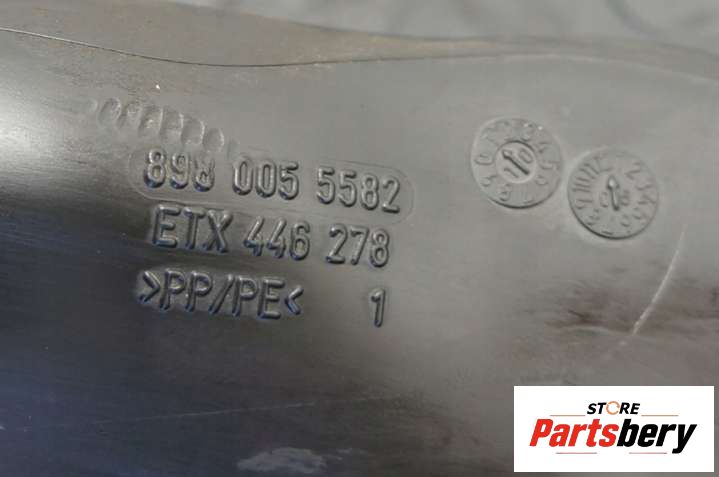 898 005 5582
ETX 446 278
>PP/PE< 1
STORE
Partsbery